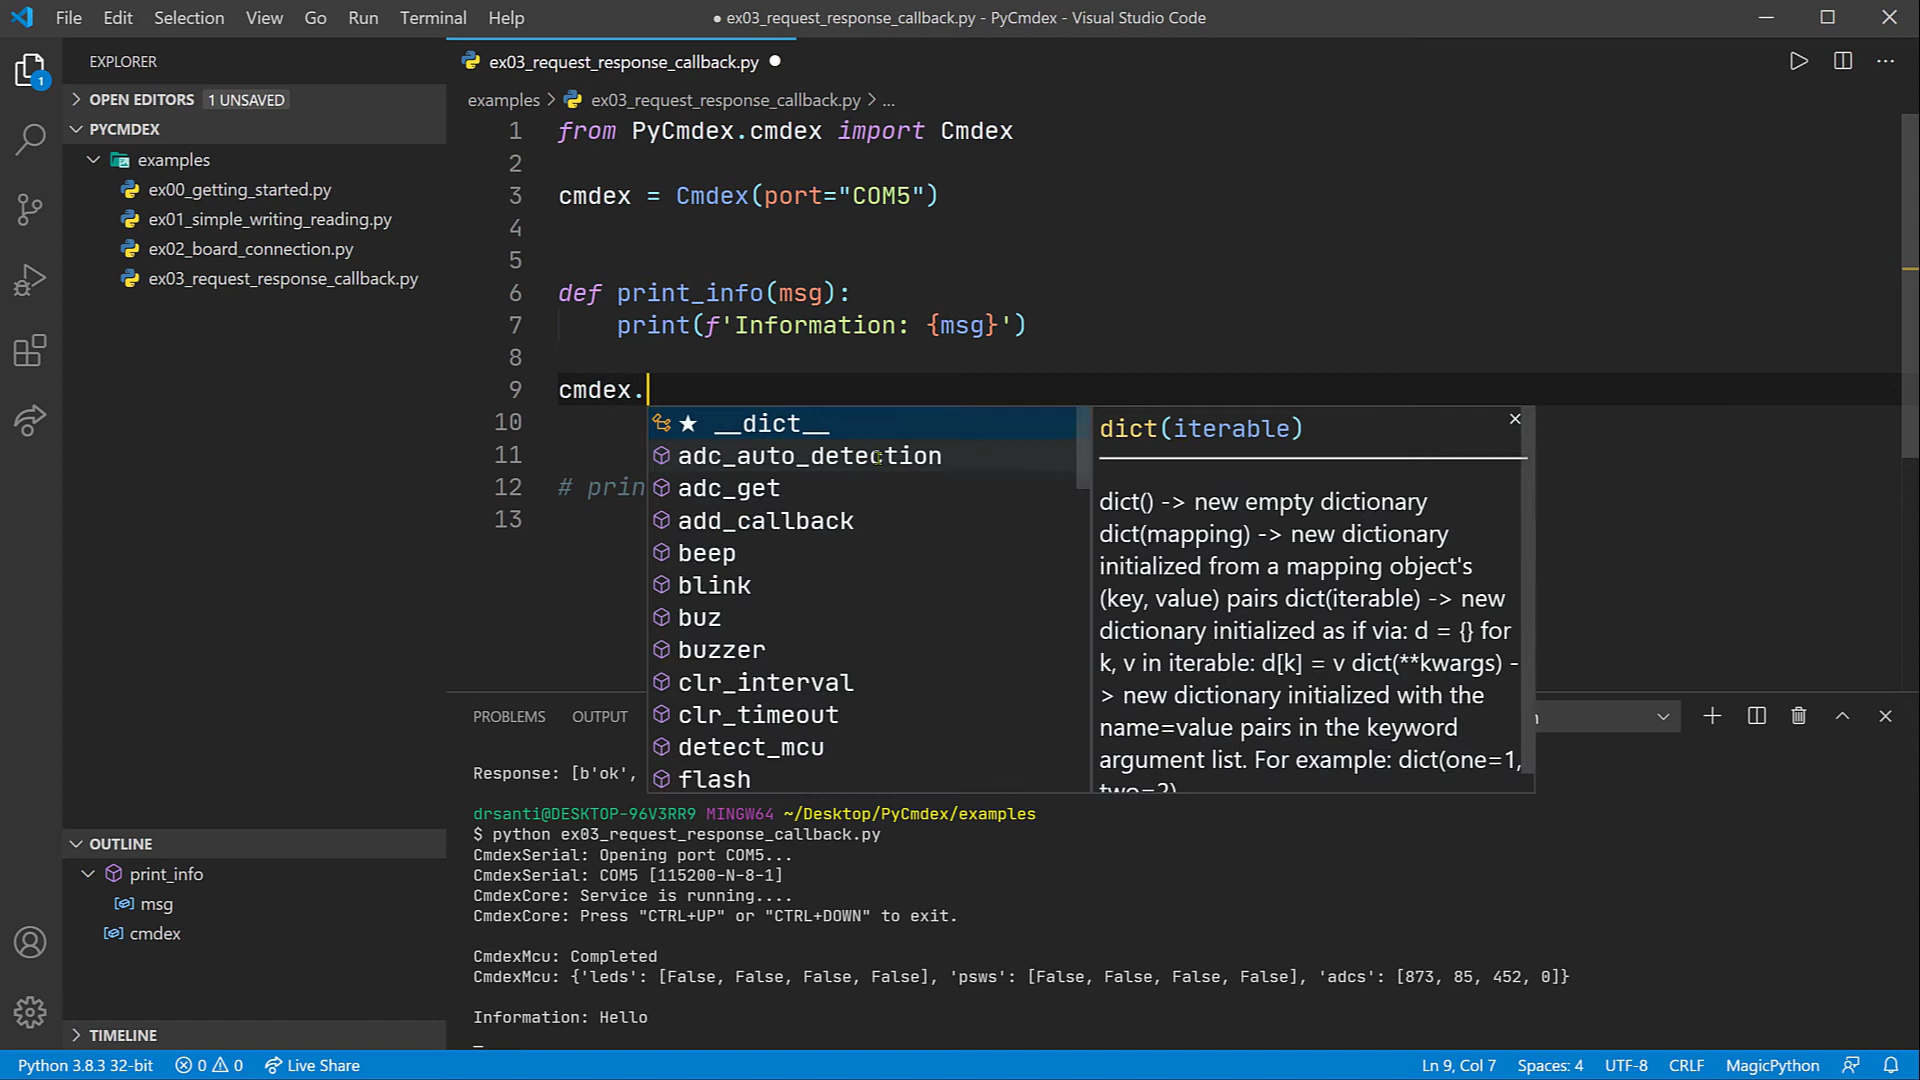 File Edit Selection View Go Run Terminal Help
● ex03_request_response_callback.py - PyCmdex - Visual Studio Code
EXPLORER
OPEN EDITORS 1 UNSAVED
PYCMDEX
examples
ex00_getting_started.py
ex01_simple_writing_reading.py
ex02_board_connection.py
ex03_request_response_callback.py
1
ex03_request_response_callback.py ●
examples > ex03_request_response_callback.py > ...
1 from PyCmdex.cmdex import Cmdex
2
3 cmdex = Cmdex(port="COM5")
4
5
6 def print_info(msg):
7 print(f'Information: {msg}')
8
9 cmdex.
10
11
12 # prin
13
★ __dict__
adc_auto_detection
adc_get
add_callback
beep
blink
buz
buzzer
clr_interval
clr_timeout
detect_mcu
flash
dict(iterable)
dict() -> new empty dictionary
dict(mapping) -> new dictionary
initialized from a mapping object's
(key, value) pairs dict(iterable) -> new
dictionary initialized as if via: d = {} for
k, v in iterable: d[k] = v dict(**kwargs) -
> new dictionary initialized with the
name=value pairs in the keyword
argument list. For example: dict(one=1,
two=2)
PROBLEMS OUTPUT
Response: [b'ok',
drsanti@DESKTOP-96V3RR9 MINGW64 ~/Desktop/PyCmdex/examples
$ python ex03_request_response_callback.py
CmdexSerial: Opening port COM5...
CmdexSerial: COM5 [115200-N-8-1]
CmdexCore: Service is running....
CmdexCore: Press "CTRL+UP" or "CTRL+DOWN" to exit.
CmdexMcu: Completed
CmdexMcu: {'leds': [False, False, False, False], 'psws': [False, False, False, False], 'adcs': [873, 85, 452, 0]}
Information: Hello
OUTLINE
print_info
msg
cmdex
TIMELINE
Python 3.8.3 32-bit 0 0 Live Share
Ln 9, Col 7 Spaces: 4 UTF-8 CRLF MagicPython